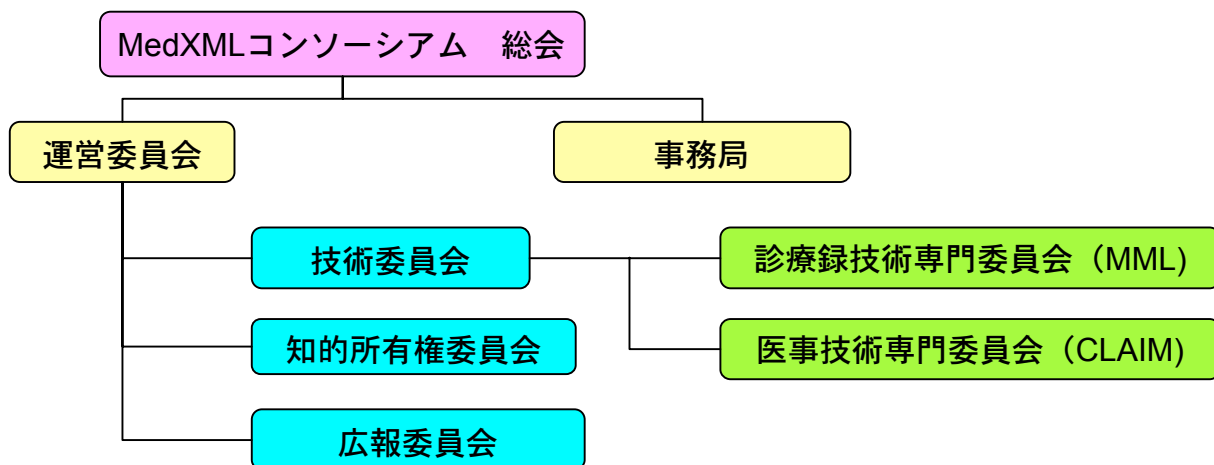 MedXMLコンソーシアム　総会
運営委員会
事務局
技術委員会
診療録技術専門委員会（MML)
知的所有権委員会
医事技術専門委員会（CLAIM)
広報委員会